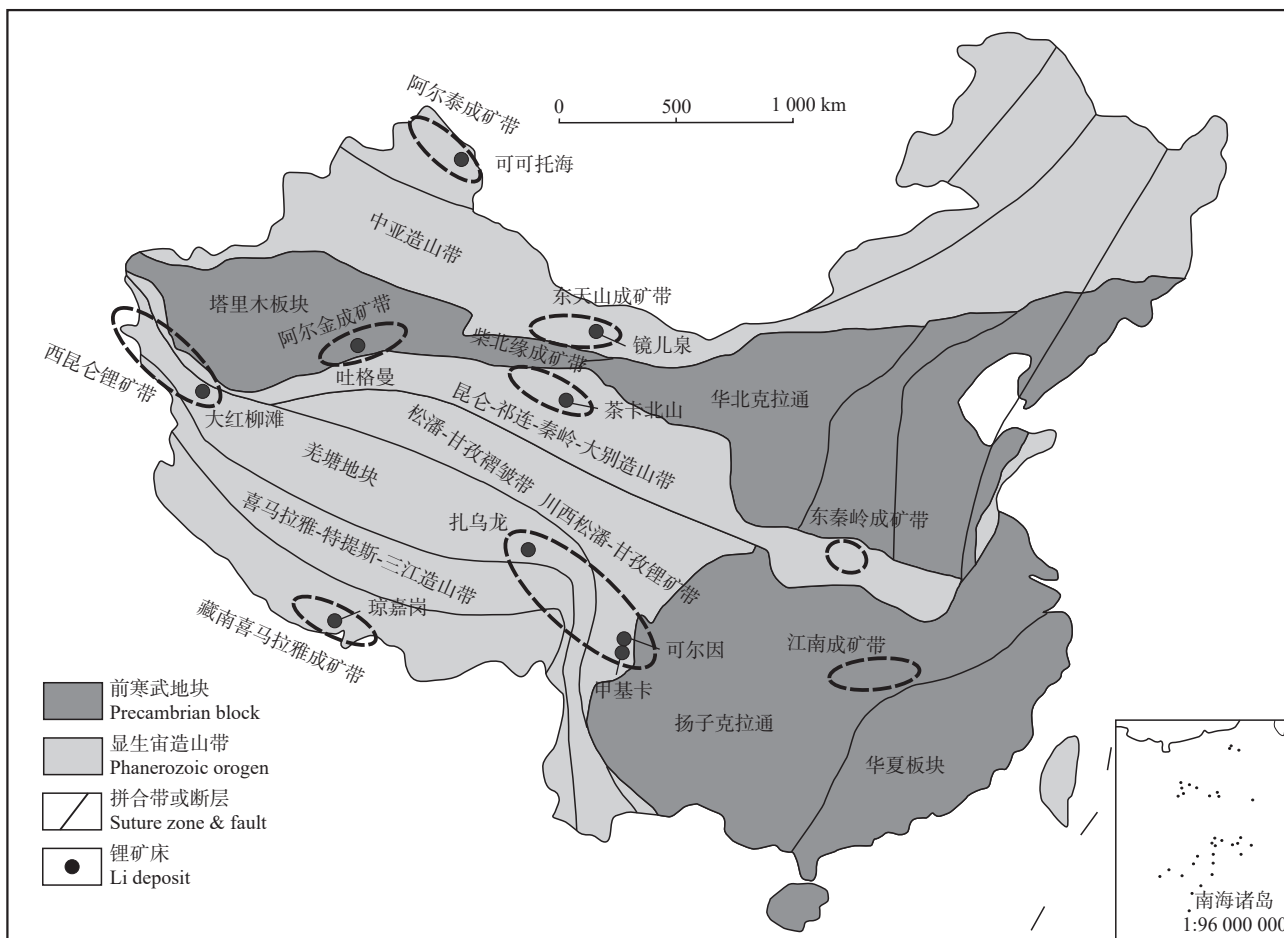 阿尔泰成矿带
0 500 1 000 km
可可托海
中亚造山带
东天山成矿带
塔里木板块
阿尔金成矿带
柴北缘成矿带
镜儿泉
西昆仑锂矿带
吐格曼
大红柳滩
茶卡北山
华北克拉通
昆仑-祁连-秦岭-大别造山带
松潘-甘孜褶皱带
羌塘地块
川西松潘-甘孜锂矿带
喜马拉雅-特提斯-三江造山带
扎乌龙
东秦岭成矿带
琼嘉岗
藏南喜马拉雅成矿带
可尔因
江南成矿带
甲基卡
扬子克拉通
华夏板块
前寒武地块
Precambrian block
显生宙造山带
Phanerozoic orogen
拼合带或断层
Suture zone & fault
锂矿床
Li deposit
南海诸岛
1:96 000 000